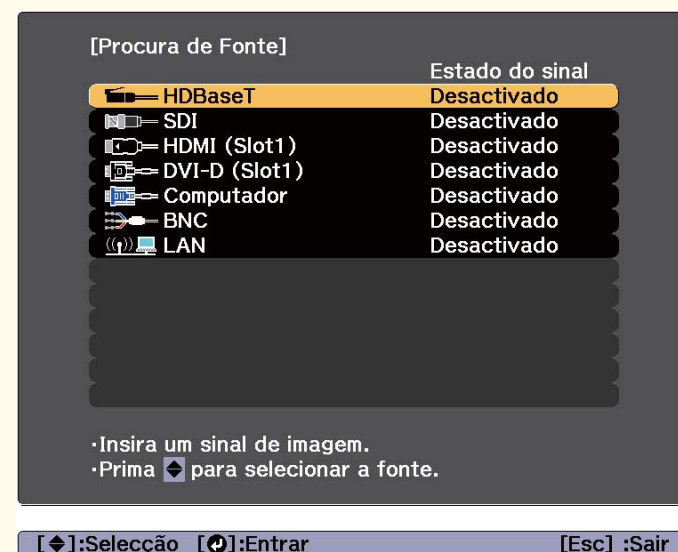 [Procura de Fonte]
Estado do sinal
HDBaseT Desactivado
SDI Desactivado
HDMI (Slot1) Desactivado
DVI-D (Slot1) Desactivado
Computador Desactivado
BNC Desactivado
LAN Desactivado
·Insira um sinal de imagem.
·Prima para selecionar a fonte.
[ ]:Selecção [ ]:Entrar [Esc] :Sair